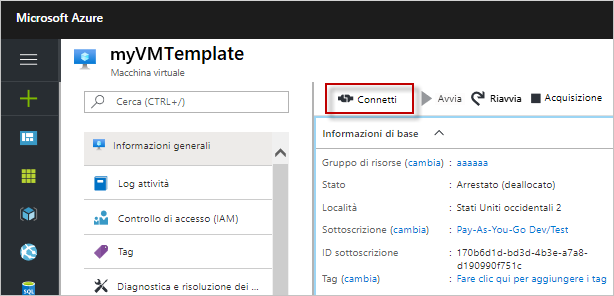 Microsoft Azure
myVMTemplate
Macchina virtuale
Cerca (CTRL+/)
Connetti
Avvia
Riavvia
Acquisizione
Informazioni generali
Log attività
Controllo di accesso (IAM)
Tag
Diagnostica e risoluzione dei ...
Informazioni di base
Gruppo di risorse (cambia) : aaaaaa
Stato : Arrestato (deallocato)
Località : Stati Uniti occidentali 2
Sottoscrizione (cambia) : Pay-As-You-Go Dev/Test
ID sottoscrizione : 170b6d1d-bd3d-4b3e-a7a8-
d190990f751c
Tag (cambia) : Fare clic qui per aggiungere i tag
SQL